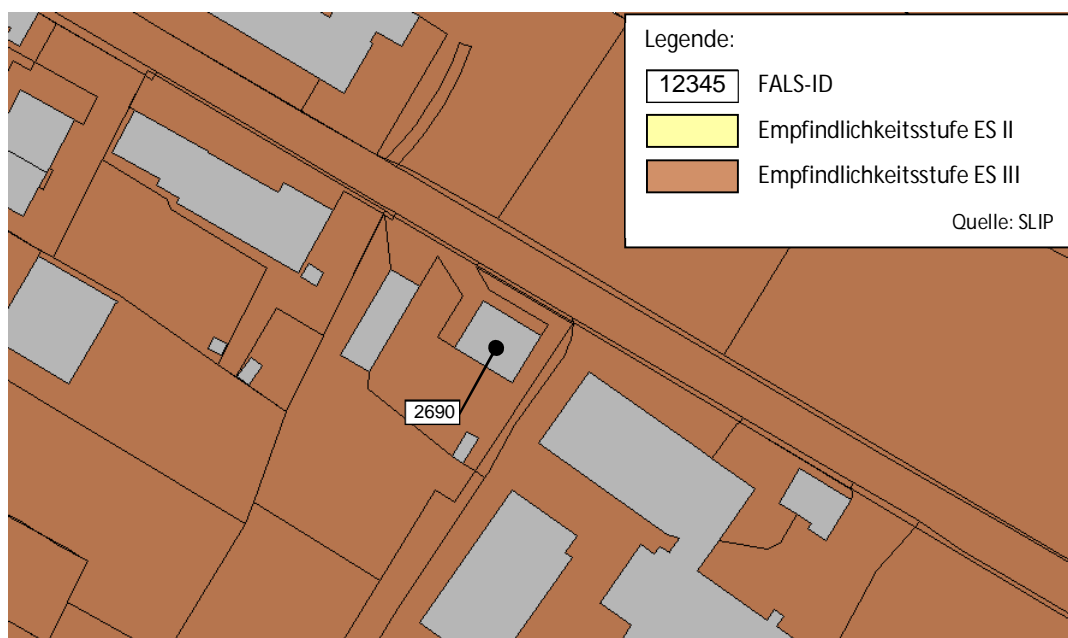 Legende:
12345 FALS-ID
Empfindlichkeitsstufe ES II
Empfindlichkeitsstufe ES III
Quelle: SLIP
2690